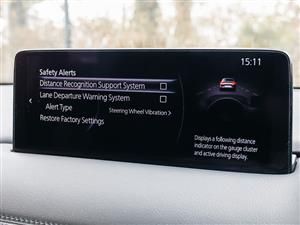 15:11
Safety Alerts
Distance Recognition Support System
Lane Departure Warning System
Alert Type
Steering Wheel Vibration >
Restore Factory Settings
Displays a following distance
indicator on the gauge cluster
and active driving display.